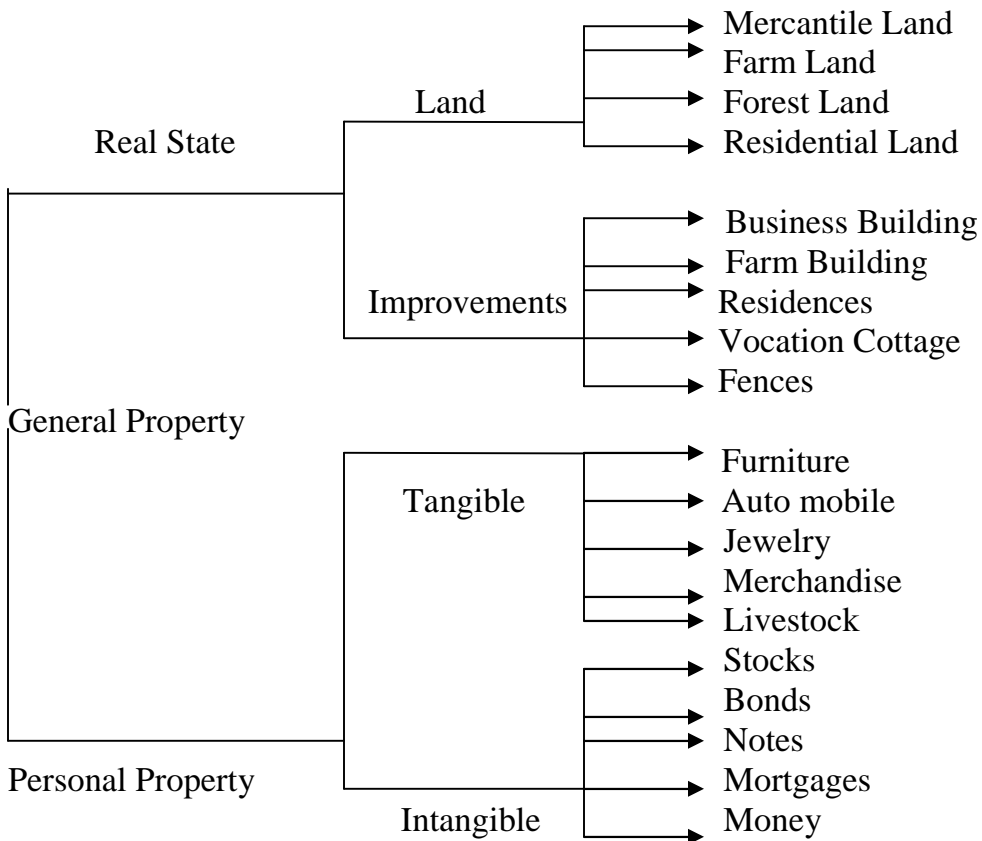 Mercantile Land
Farm Land
Land
Forest Land
Real State
Residential Land
Business Building
Farm Building
Improvements
Residences
Vocation Cottage
Fences
General Property
Furniture
Tangible
Auto mobile
Jewelry
Merchandise
Livestock
Stocks
Bonds
Notes
Personal Property
Mortgages
Intangible
Money